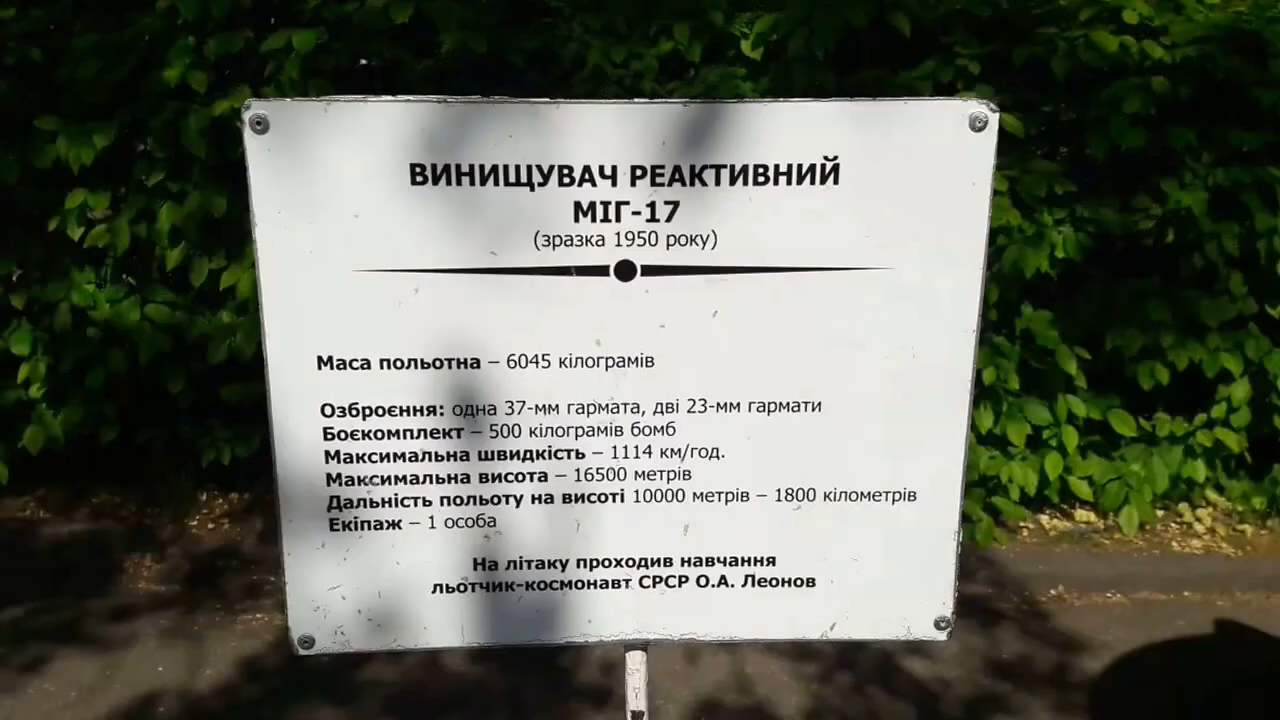 ВИНИЩУВАЧ РЕАКТИВНИЙ
МІГ-17
(зразка 1950 року)
Маса польотна – 6045 кілограмів
Озброєння: одна 37-мм гармата, дві 23-мм гармати
Боєкомплект – 500 кілограмів бомб
Максимальна швидкість – 1114 км/год.
Максимальна висота – 16500 метрів
Дальність польоту на висоті 10000 метрів – 1800 кілометрів
Екіпаж – 1 особа
На літаку проходив навчання
льотчик-космонавт СРСР О.А. Леонов